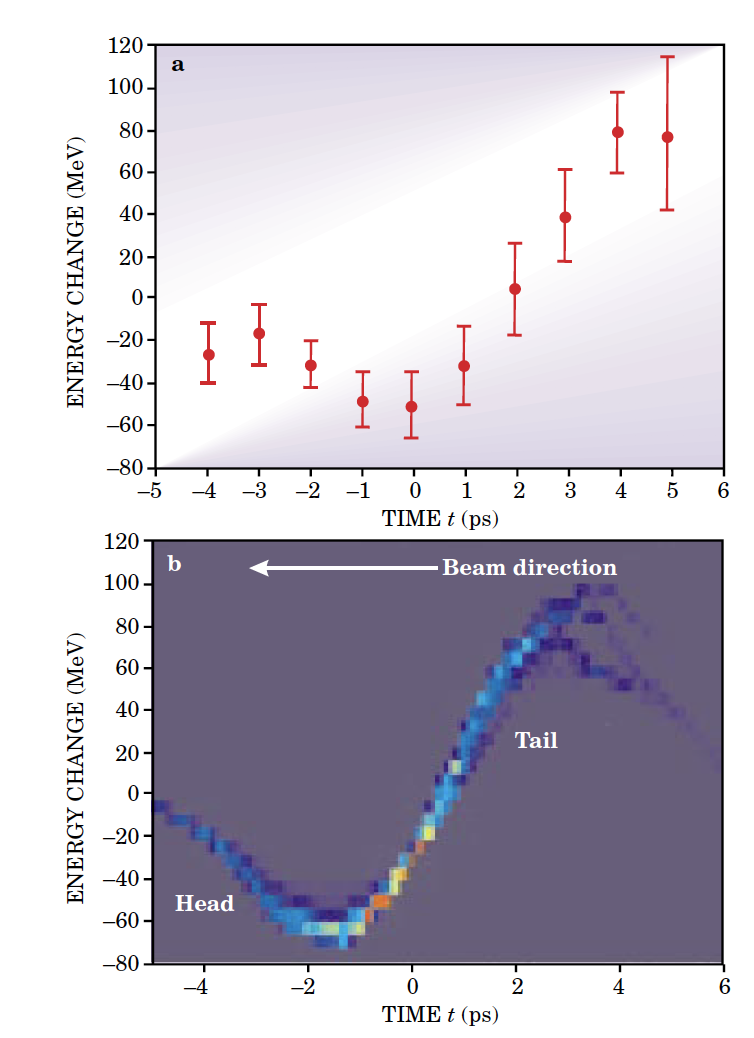 120
a
100
80
60
40
20
0
–20
–40
–60
–80
ENERGY CHANGE (MeV)
–5 –4 –3 –2 –1 0 1 2 3 4 5 6
TIME t (ps)
120
b
Beam direction
100
80
60
40
Tail
20
0
–20
–40
Head
–60
–80
ENERGY CHANGE (MeV)
–4 –2 0 2 4 6
TIME t (ps)